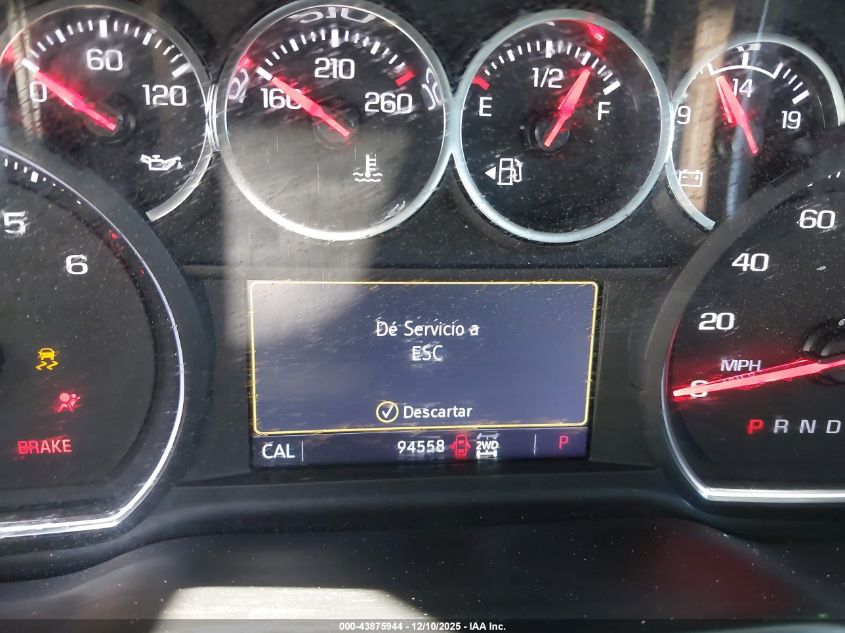 0 60 120
160 210 260
E 1/2 F
9 14 19
5
6
60
40
20
0
MPH
Dé Servicio a
ESC
Descartar
BRAKE
CAL
94558
2WD
P
P R N D
000-43875944 - 12/10/2025 - IAA Inc.